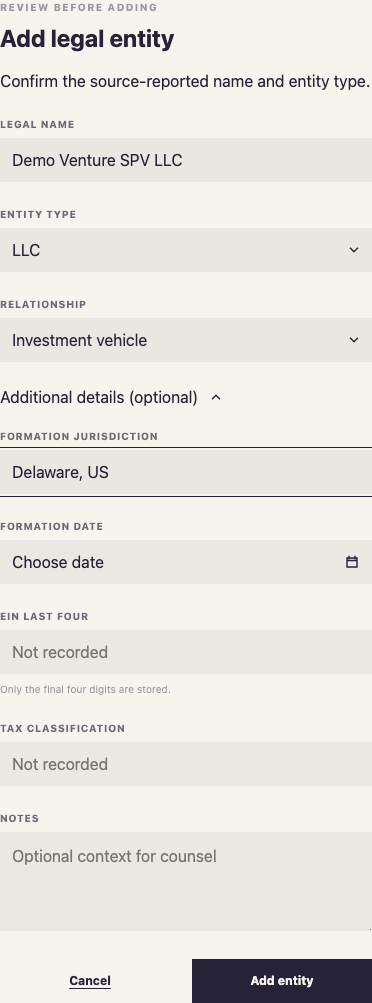 REVIEW BEFORE ADDING
Add legal entity
Confirm the source-reported name and entity type.
LEGAL NAME
Demo Venture SPV LLC
ENTITY TYPE
LLC
RELATIONSHIP
Investment vehicle
Additional details (optional)
FORMATION JURISDICTION
Delaware, US
FORMATION DATE
Choose date
EIN LAST FOUR
Not recorded
Only the final four digits are stored.
TAX CLASSIFICATION
Not recorded
NOTES
Optional context for counsel
Cancel
Add entity